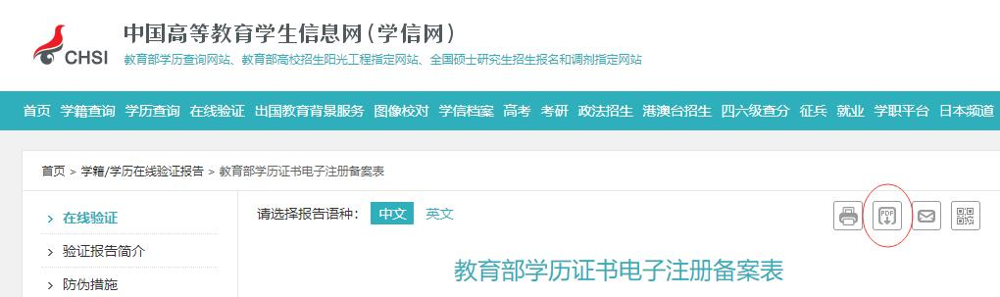 中国高等教育学生信息网(学信网)
CHSI
教育部学历查询网站、教育部高校招生阳光工程指定网站、全国硕士研究生招生报名和调剂指定网站
首页 学籍查询 学历查询 在线验证 出国教育背景服务 图像校对 学信档案 高考 考研 政法招生 港澳台招生 四六级查分 征兵 就业 学职平台 日本频道
首页 > 学籍/学历在线验证报告 > 教育部学历证书电子注册备案表
在线验证
验证报告简介
防伪措施
请选择报告语种： 中文 英文
PDF
教育部学历证书电子注册备案表